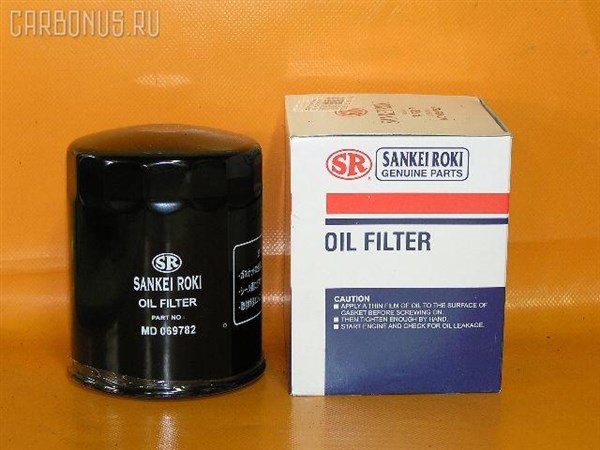 CARBONUS.RU
SR
SANKEI ROKI
OIL FILTER
PART NO -
MD 069782
SR
SANKEI ROKI
GENUINE PARTS
OIL FILTER
CAUTION
■ APPLY A THIN FILM OF OIL TO THE SURFACE OF
GASKET BEFORE SCREWING ON.
■ THEN TIGHTEN ENOUGH BY HAND.
■ START ENGINE AND CHECK FOR OIL LEAKAGE.